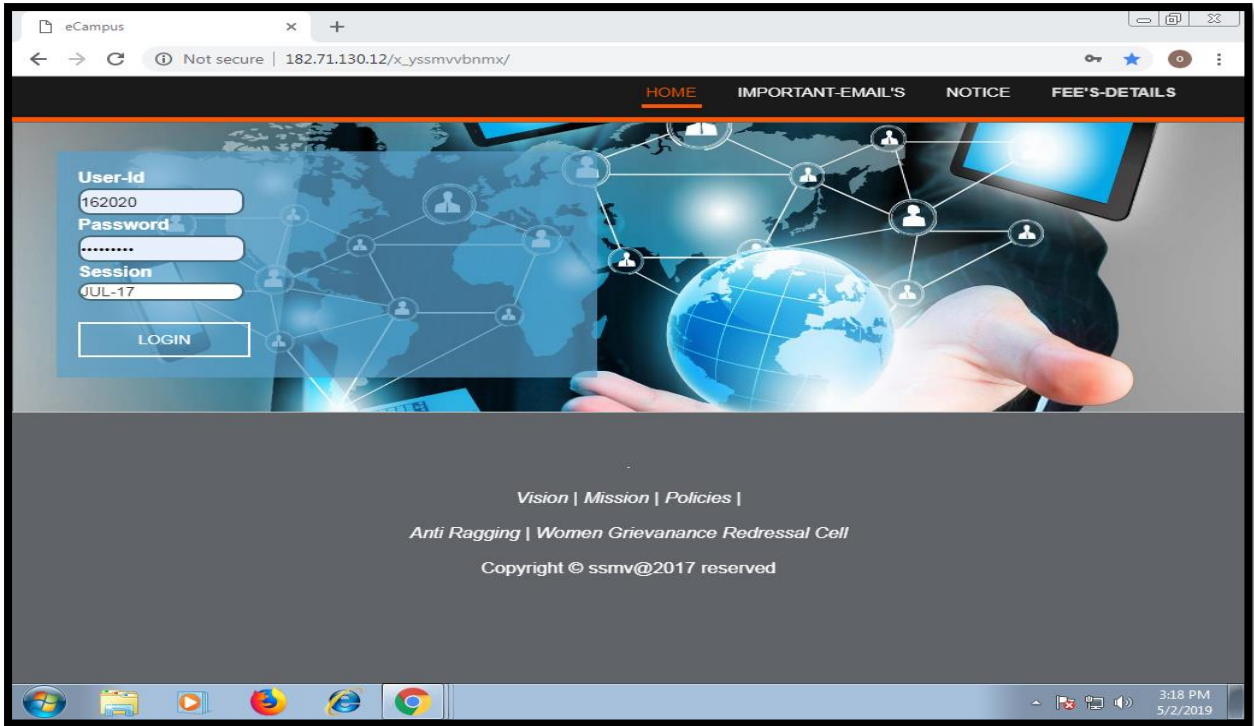 eCampus
Not secure | 182.71.130.12/x_yssmvvbnmx/
HOME IMPORTANT-EMAIL'S NOTICE FEE'S-DETAILS
User-Id
162020
Password
•••••••••
Session
JUL-17
LOGIN
Vision | Mission | Policies |
Anti Ragging | Women Grievanance Redressal Cell
Copyright © ssmv@2017 reserved
3:18 PM
5/2/2019